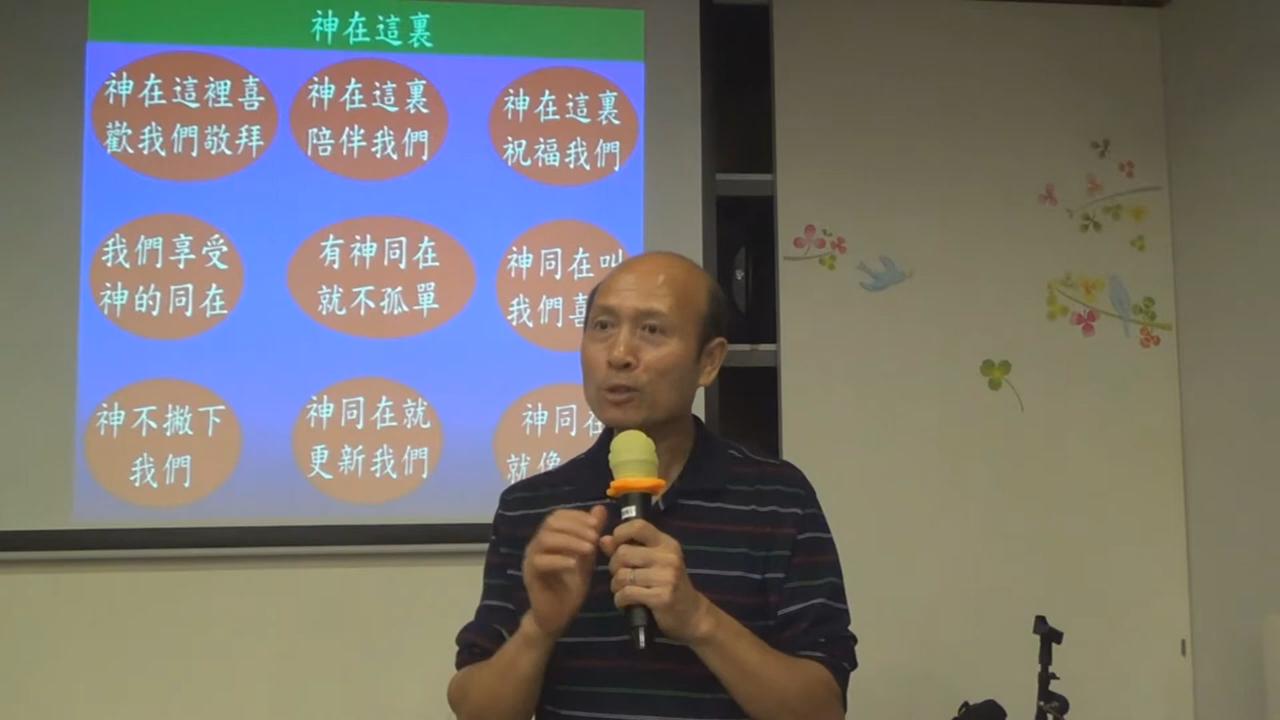 神在這裏
神在這裡喜
歡我們敬拜
神在這裏
陪伴我們
神在這裏
祝福我們
我們享受
神的同在
有神同在
就不孤單
神同在叫
我們喜
神不撇下
我們
神同在就
更新我們
神同在
就像